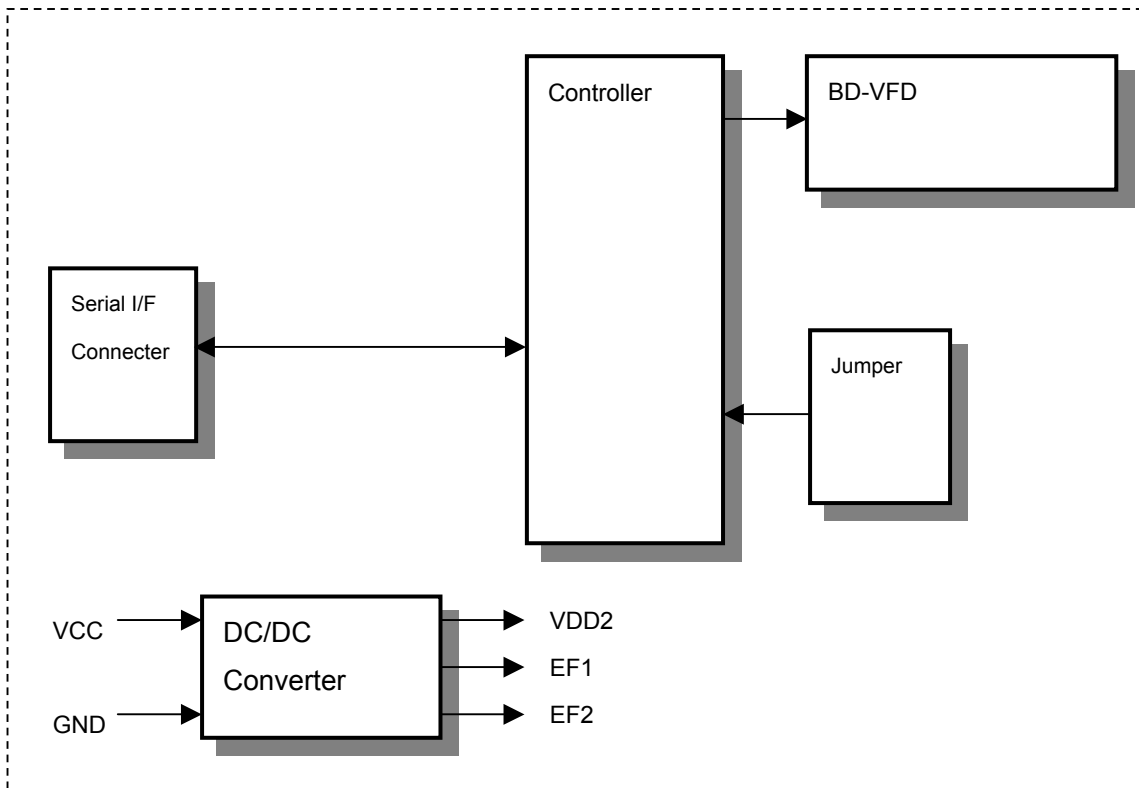 Controller
BD-VFD
Serial I/F
Connecter
Jumper
VCC
GND
DC/DC
Converter
VDD2
EF1
EF2